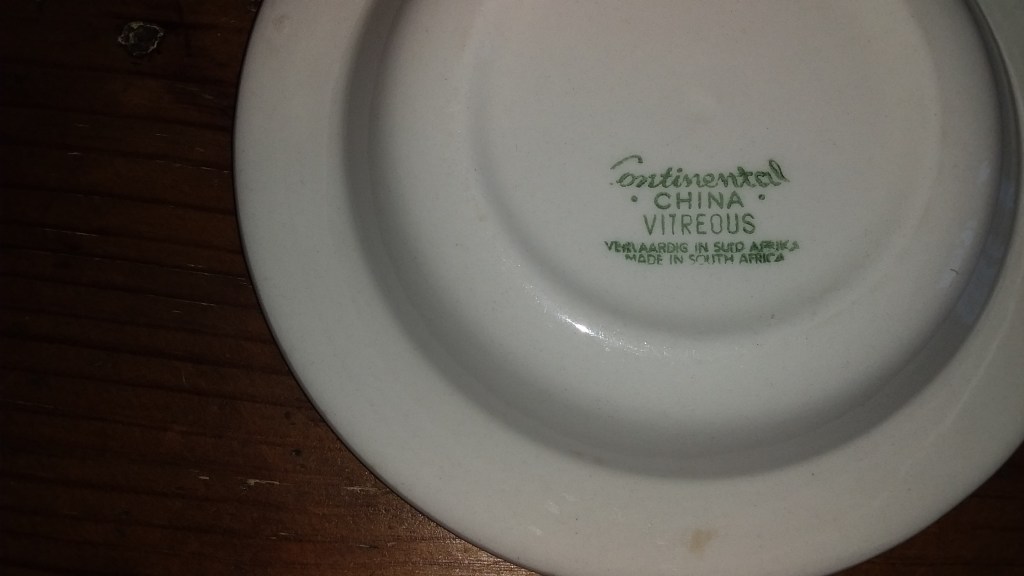 Continental
• CHINA •
VITREOUS
VERVAARDIG IN SUID AFRIKA
MADE IN SOUTH AFRICA